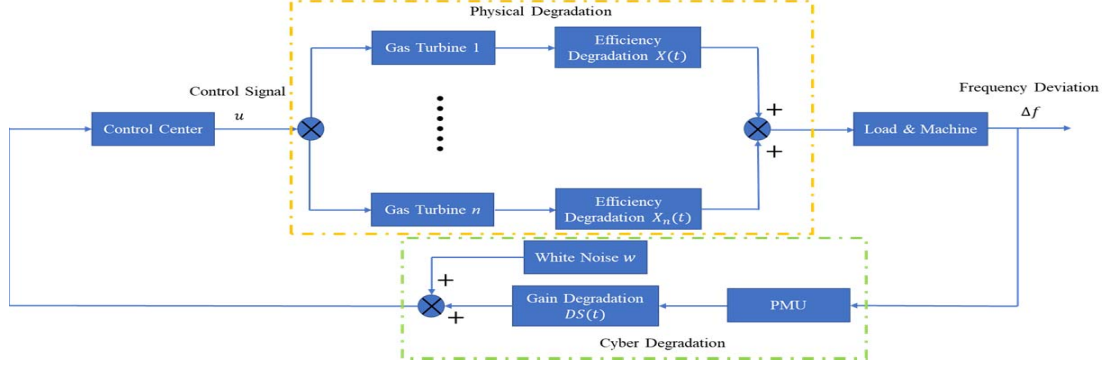 Physical Degradation
Gas Turbine 1
Efficiency
Degradation X(t)
Control Signal
u
Control Center
Frequency Deviation
Δf
+
+
Load & Machine
Gas Turbine n
Efficiency
Degradation Xₙ(t)
White Noise w
+
+
Gain Degradation
DS(t)
PMU
Cyber Degradation